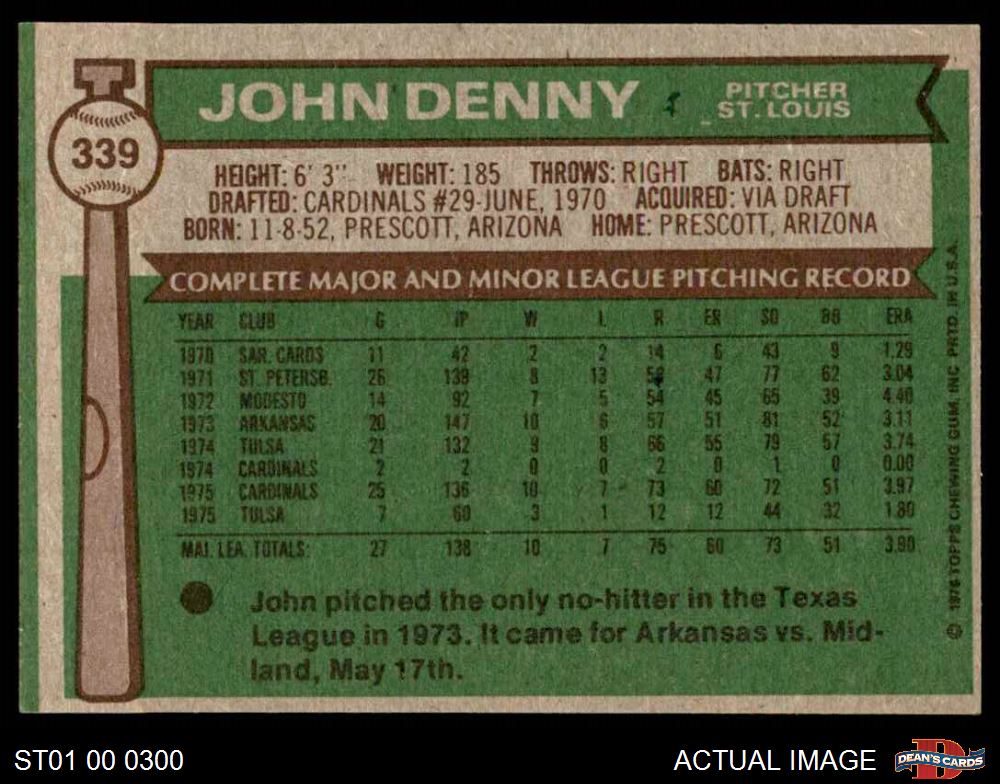 JOHN DENNY
PITCHER
ST. LOUIS
339
HEIGHT: 6' 3" WEIGHT: 185 THROWS: RIGHT BATS: RIGHT
DRAFTED: CARDINALS #29-JUNE, 1970 ACQUIRED: VIA DRAFT
BORN: 11-8-52, PRESCOTT, ARIZONA HOME: PRESCOTT, ARIZONA
COMPLETE MAJOR AND MINOR LEAGUE PITCHING RECORD
YEAR CLUB G IP W L R ER SO BB ERA
1970 SAR. CARDS 11 42 2 2 14 6 43 9 1.29
1971 ST. PETERSB. 26 139 8 13 47 77 62 3.04
1972 MODESTO 14 92 7 5 54 45 65 39 4.40
1973 ARKANSAS 20 147 10 6 57 51 81 52 3.11
1974 TULSA 21 132 9 8 66 55 79 57 3.74
1974 CARDINALS 2 2 0 0 2 0 1 0 0.00
1975 CARDINALS 25 136 10 7 73 60 72 51 3.97
1975 TULSA 7 60 3 1 12 12 44 32 1.80
MAJ. LEA. TOTALS: 27 138 10 7 75 60 73 51 3.90
John pitched the only no-hitter in the Texas
League in 1973. It came for Arkansas vs. Mid-
land, May 17th.
© 1976 TOPPS CHEWING GUM, INC. PRTD. IN U.S.A.
ST01 00 0300
ACTUAL IMAGE
D
DEAN'S CARDS